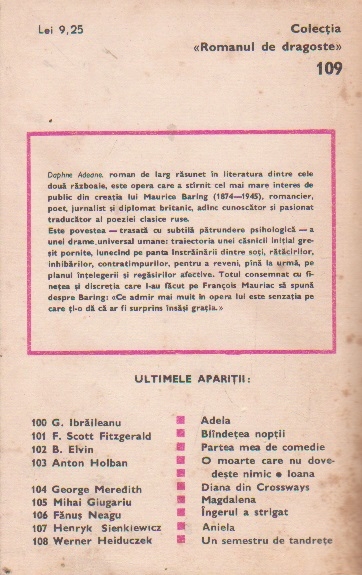 Lei 9,25
Colecția
«Romanul de dragoste»
109
Daphne Adeane, roman de larg răsunet în literatura dintre cele
două războaie, este opera care a stîrnit cel mai mare interes de
public din creația lui Maurice Baring (1874—1945), romancier,
poet, jurnalist și diplomat britanic, adînc cunoscător și pasionat
traducător al poeziei clasice ruse.
Este povestea — trasată cu subtilă pătrundere psihologică — a
unei drame universal umane: traiectoria unei căsnicii inițial gre-
șit pornite, lunecînd pe panta înstrăinării dintre soți, rătăcirilor,
inhibărilor, contratimpurilor, pentru a reveni, pînă la urmă, pe
planul înțelegerii și regăsirilor afective. Totul consemnat cu fi-
nețea și discreția care l-au făcut pe François Mauriac să spună
despre Baring: «Ce admir mai mult în opera lui este senzația pe
care ți-o dă că ar fi surprins însăși grația.»
ULTIMELE APARIȚII:
100 G. Ibrăileanu Adela
101 F. Scott Fitzgerald Blîndețea nopții
102 B. Elvin Partea mea de comedie
103 Anton Holban O moarte care nu dove-
dește nimic ● Ioana
104 George Meredith Diana din Crossways
105 Mihai Giugariu Magdalena
106 Fănuș Neagu Îngerul a strigat
107 Henryk Sienkiewicz Aniela
108 Werner Heiduczek Un semestru de tandrețe